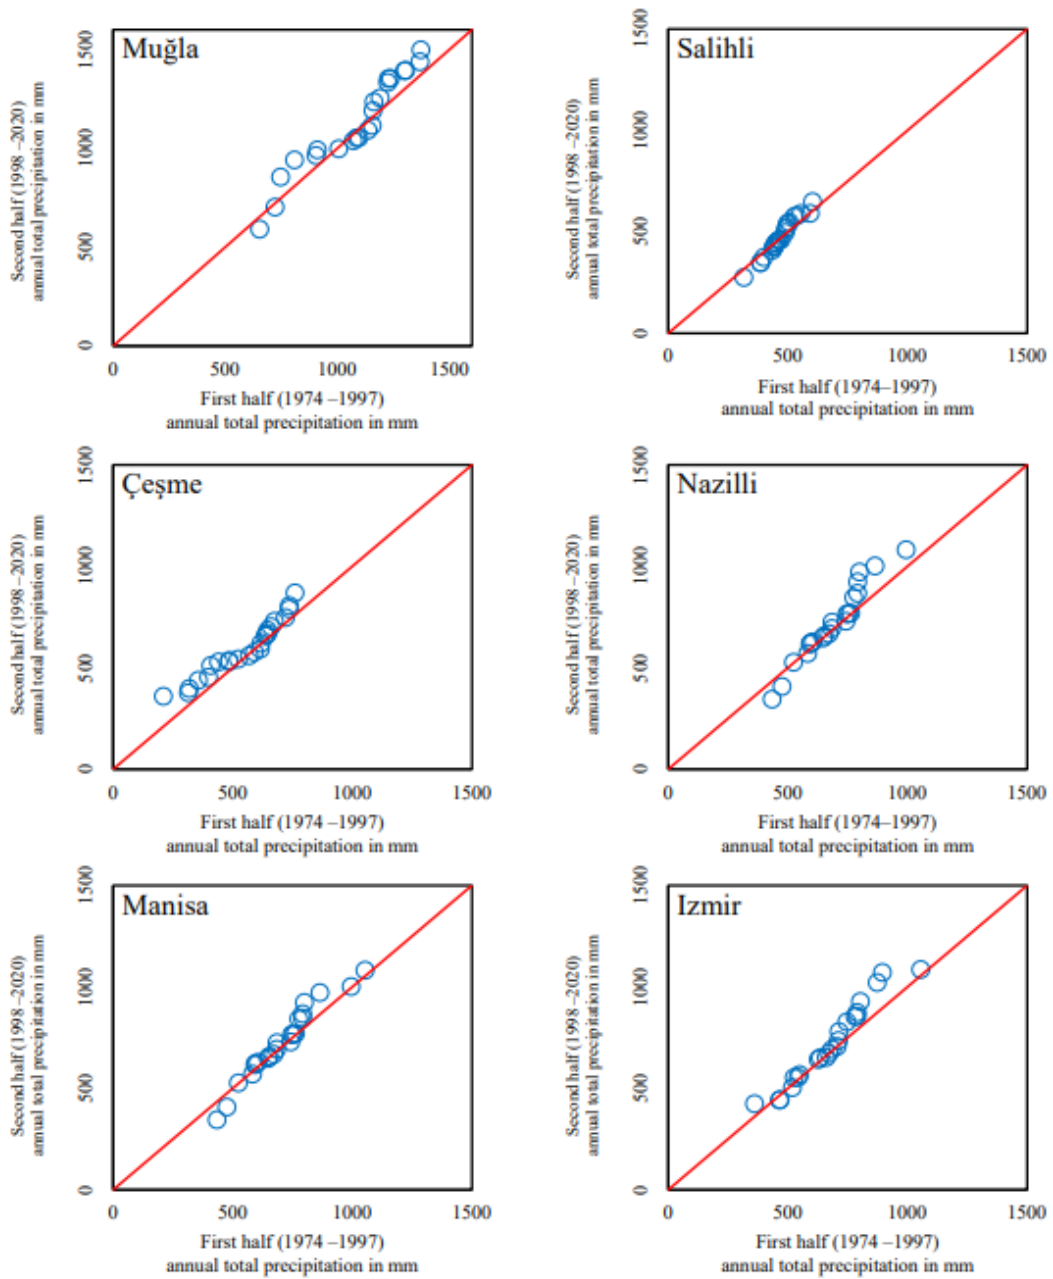 Muğla
Second half (1998 –2020)
annual total precipitation in mm
0
500
1000
1500
0
500
1000
1500
First half (1974 –1997)
annual total precipitation in mm
Salihli
Second half (1998 –2020)
annual total precipitation in mm
0
500
1000
1500
0
500
1000
1500
First half (1974–1997)
annual total precipitation in mm
Çeşme
Second half (1998 –2020)
annual total precipitation in mm
0
500
1000
1500
0
500
1000
1500
First half (1974 –1997)
annual total precipitation in mm
Nazilli
Second half (1998 –2020)
annual total precipitation in mm
0
500
1000
1500
0
500
1000
1500
First half (1974–1997)
annual total precipitation in mm
Manisa
Second half (1998 –2020)
annual total precipitation in mm
0
500
1000
1500
0
500
1000
1500
First half (1974 –1997)
annual total precipitation in mm
Izmir
Second half (1998 –2020)
annual total precipitation in mm
0
500
1000
1500
0
500
1000
1500
First half (1974 –1997)
annual total precipitation in mm